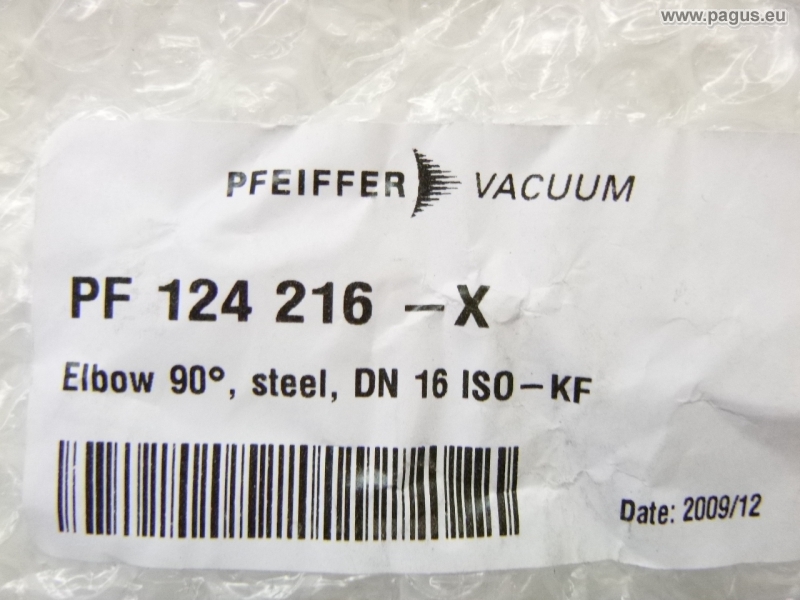 www.pagus.eu
PFEIFFER VACUUM
PF 124 216 -X
Elbow 90°, steel, DN 16 ISO-KF
Date: 2009/12